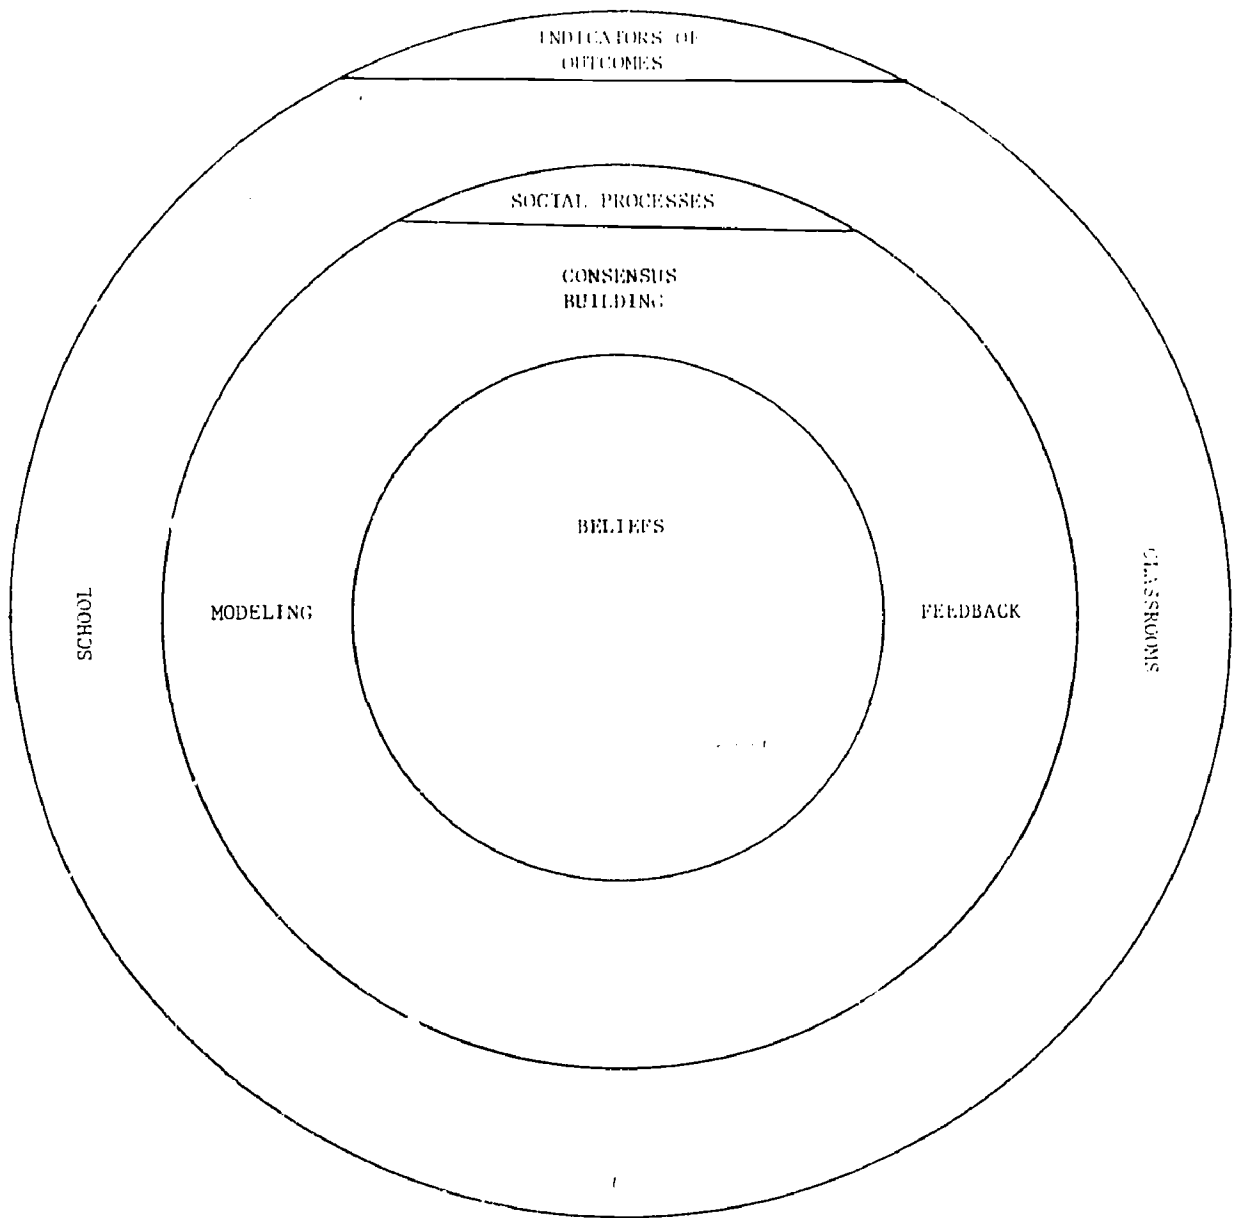 INDICATORS OF
OUTCOMES
SOCIAL PROCESSES
CONSENSUS
BUILDING
BELIEFS
SCHOOL
MODELING
FEEDBACK
CLASSROOMS